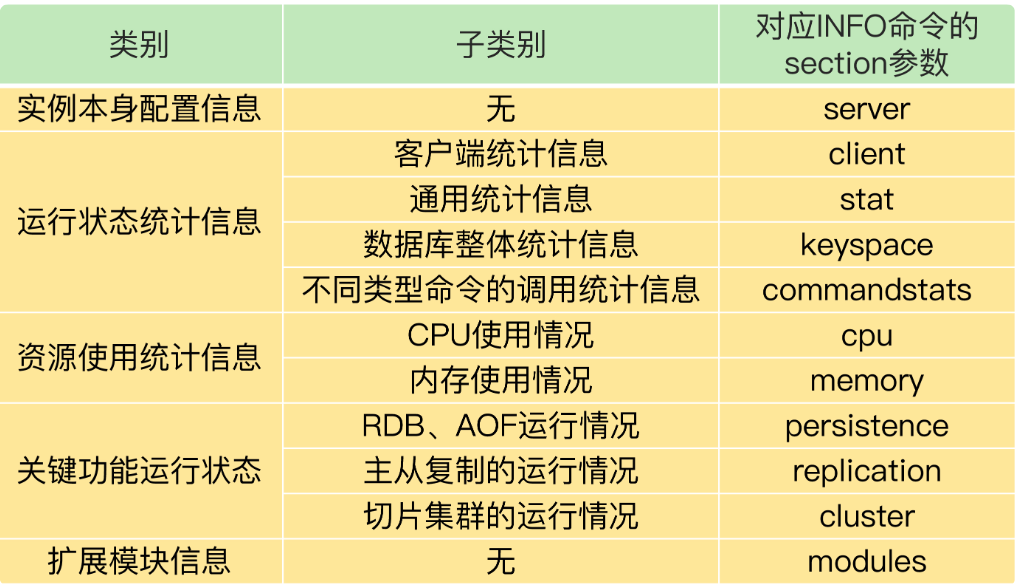 类别 子类别 对应INFO命令的
section参数
实例本身配置信息 无 server
运行状态统计信息 客户端统计信息 client
通用统计信息 stat
数据库整体统计信息 keyspace
不同类型命令的调用统计信息 commandstats
资源使用统计信息 CPU使用情况 cpu
内存使用情况 memory
关键功能运行状态 RDB、AOF运行情况 persistence
主从复制的运行情况 replication
切片集群的运行情况 cluster
扩展模块信息 无 modules